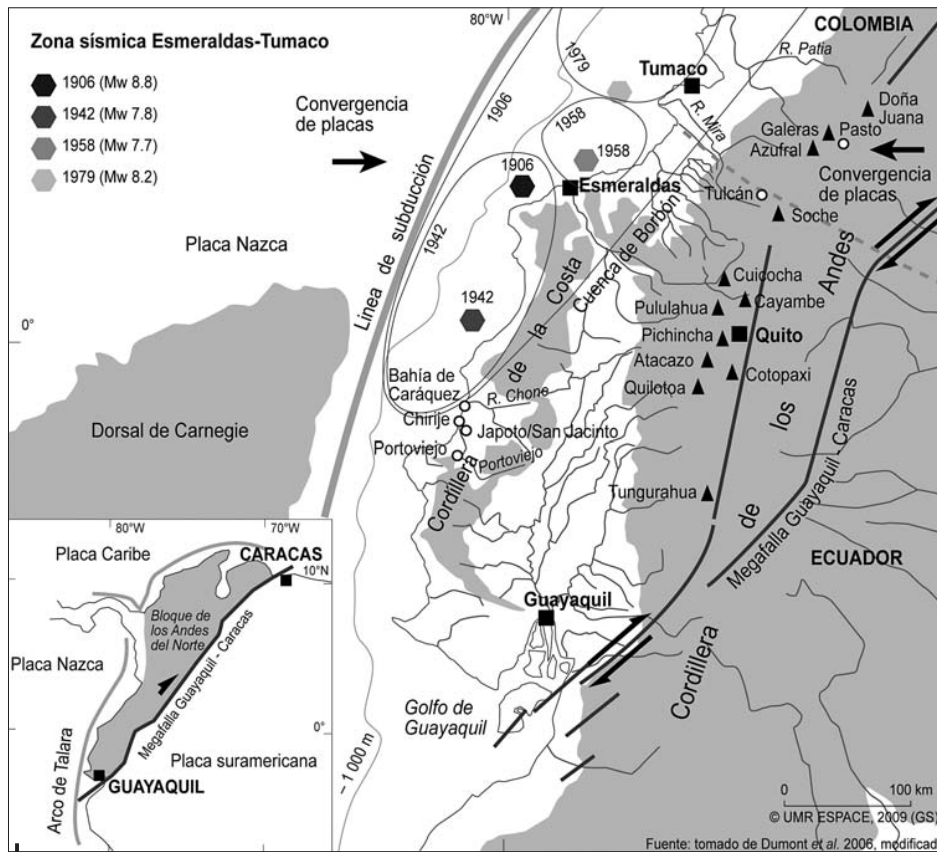 80°W
COLOMBIA
Zona sísmica Esmeraldas-Tumaco
1906 (Mw 8.8)
1942 (Mw 7.8)
1958 (Mw 7.7)
1979 (Mw 8.2)
Convergencia
de placas
1979
1906
Tumaco
R. Patia
R. Mira
Doña
Juana
Galeras
Pasto
Azufral
Convergencia
de placas
1958
1958
1906
Esmeraldas
Tulcán
Soche
Linea de subducción
1942
Placa Nazca
Cuenca de Borbón
Cuicocha
Cayambe
Pululahua
1942
0°
Pichincha
Quito
Atacazo
Cotopaxi
Quilotoa
Bahía de
Caráquez
R. Chone
Chirije
Japoto/San Jacinto
Portoviejo
Portoviejo
Dorsal de Carnegie
Cordillera de la Costa
Tungurahua
Cordillera de los Andes
Megafalla Guayaquil - Caracas
ECUADOR
Guayaquil
Golfo de
Guayaquil
– 1 000 m
80°W
70°W
Placa Caribe
CARACAS
10°N
Bloque de
los Andes
del Norte
Placa Nazca
Megafalla Guayaquil - Caracas
0°
Arco de Talara
Placa suramericana
GUAYAQUIL
0
100 km
© UMR ESPACE, 2009 (GS)
Fuente: tomado de Dumont et al. 2006, modificad